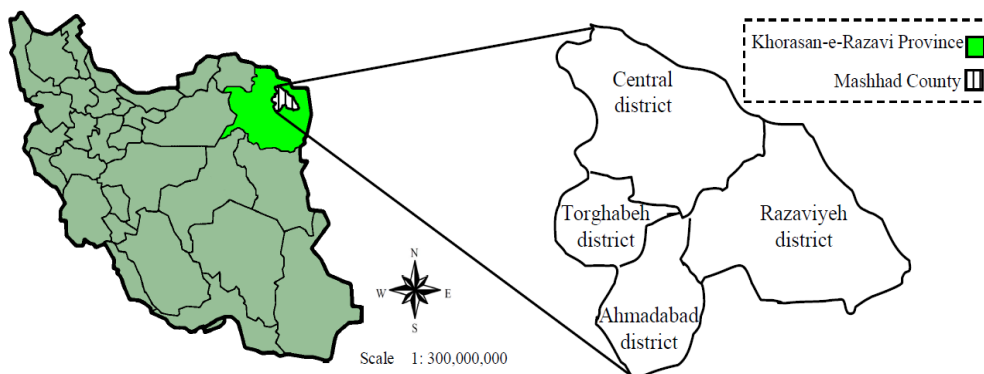 Khorasan-e-Razavi Province
Mashhad County
Central
district
Torghabeh
district
Razaviyeh
district
Ahmadabad
district
N
W
E
S
Scale 1: 300,000,000